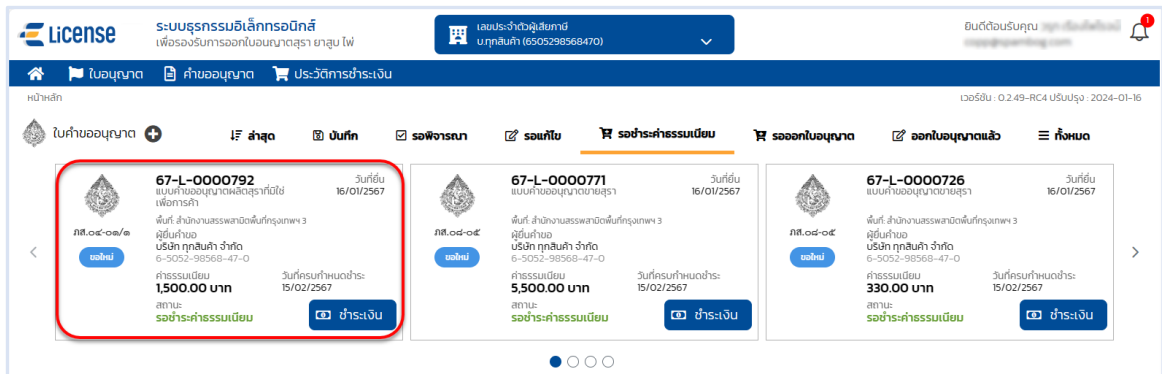 License
ระบบธุรกรรมอิเล็กทรอนิกส์
เพื่อรองรับการออกใบอนุญาตสุรา ยาสูบ ไพ่
เลขประจำตัวผู้เสียภาษี
บ.ทุกสินค้า (6505298568470)
ยินดีต้อนรับคุณ
1
ใบอนุญาต คำขออนุญาต ประวัติการชำระเงิน
หน้าหลัก
เวอร์ชัน : 0.2.49-RC4 ปรับปรุง : 2024-01-16
ใบคำขออนุญาต ล่าสุด บันทึก รอพิจารณา รอแก้ไข รอชำระค่าธรรมเนียม รอออกใบอนุญาต ออกใบอนุญาตแล้ว ทั้งหมด
ภส.๐๔-๐๑/๑
ขอใหม่
67-L-0000792
แบบคำขออนุญาตผลิตสุราที่มิใช่
เพื่อการค้า
วันที่ยื่น
16/01/2567
พื้นที่: สำนักงานสรรพสามิตพื้นที่กรุงเทพฯ 3
ผู้ยื่นคำขอ
บริษัท ทุกสินค้า จำกัด
6-5052-98568-47-0
ค่าธรรมเนียม วันที่ครบกำหนดชำระ
1,500.00 บาท 15/02/2567
สถานะ
รอชำระค่าธรรมเนียม
ชำระเงิน
ภส.๐๘-๐๕
ขอใหม่
67-L-0000771
แบบคำขออนุญาตขายสุรา
วันที่ยื่น
16/01/2567
พื้นที่: สำนักงานสรรพสามิตพื้นที่กรุงเทพฯ 3
ผู้ยื่นคำขอ
บริษัท ทุกสินค้า จำกัด
6-5052-98568-47-0
ค่าธรรมเนียม วันที่ครบกำหนดชำระ
5,500.00 บาท 15/02/2567
สถานะ
รอชำระค่าธรรมเนียม
ชำระเงิน
ภส.๐๘-๐๕
ขอใหม่
67-L-0000726
แบบคำขออนุญาตขายสุรา
วันที่ยื่น
16/01/2567
พื้นที่: สำนักงานสรรพสามิตพื้นที่กรุงเทพฯ 3
ผู้ยื่นคำขอ
บริษัท ทุกสินค้า จำกัด
6-5052-98568-47-0
ค่าธรรมเนียม วันที่ครบกำหนดชำระ
330.00 บาท 15/02/2567
สถานะ
รอชำระค่าธรรมเนียม
ชำระเงิน